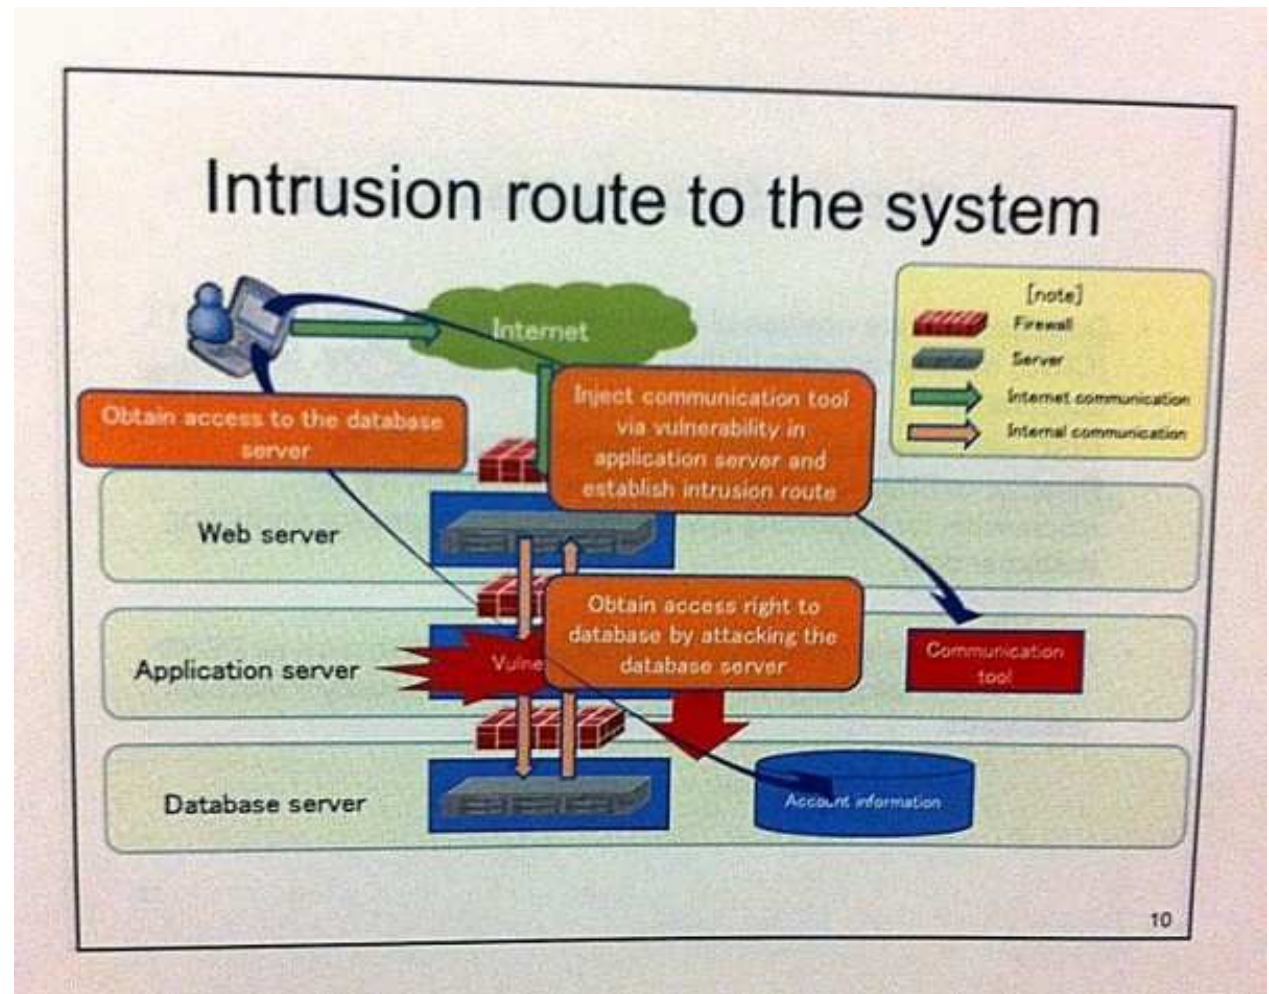 Intrusion route to the system
[note]
Firewall
Server
Internet communication
Internal communication
Internet
Obtain access to the database
server
Inject communication tool
via vulnerability in
application server and
establish intrusion route
Web server
Obtain access right to
database by attacking the
database server
Application server
Vulne
Communication
tool
Database server
Account information
10